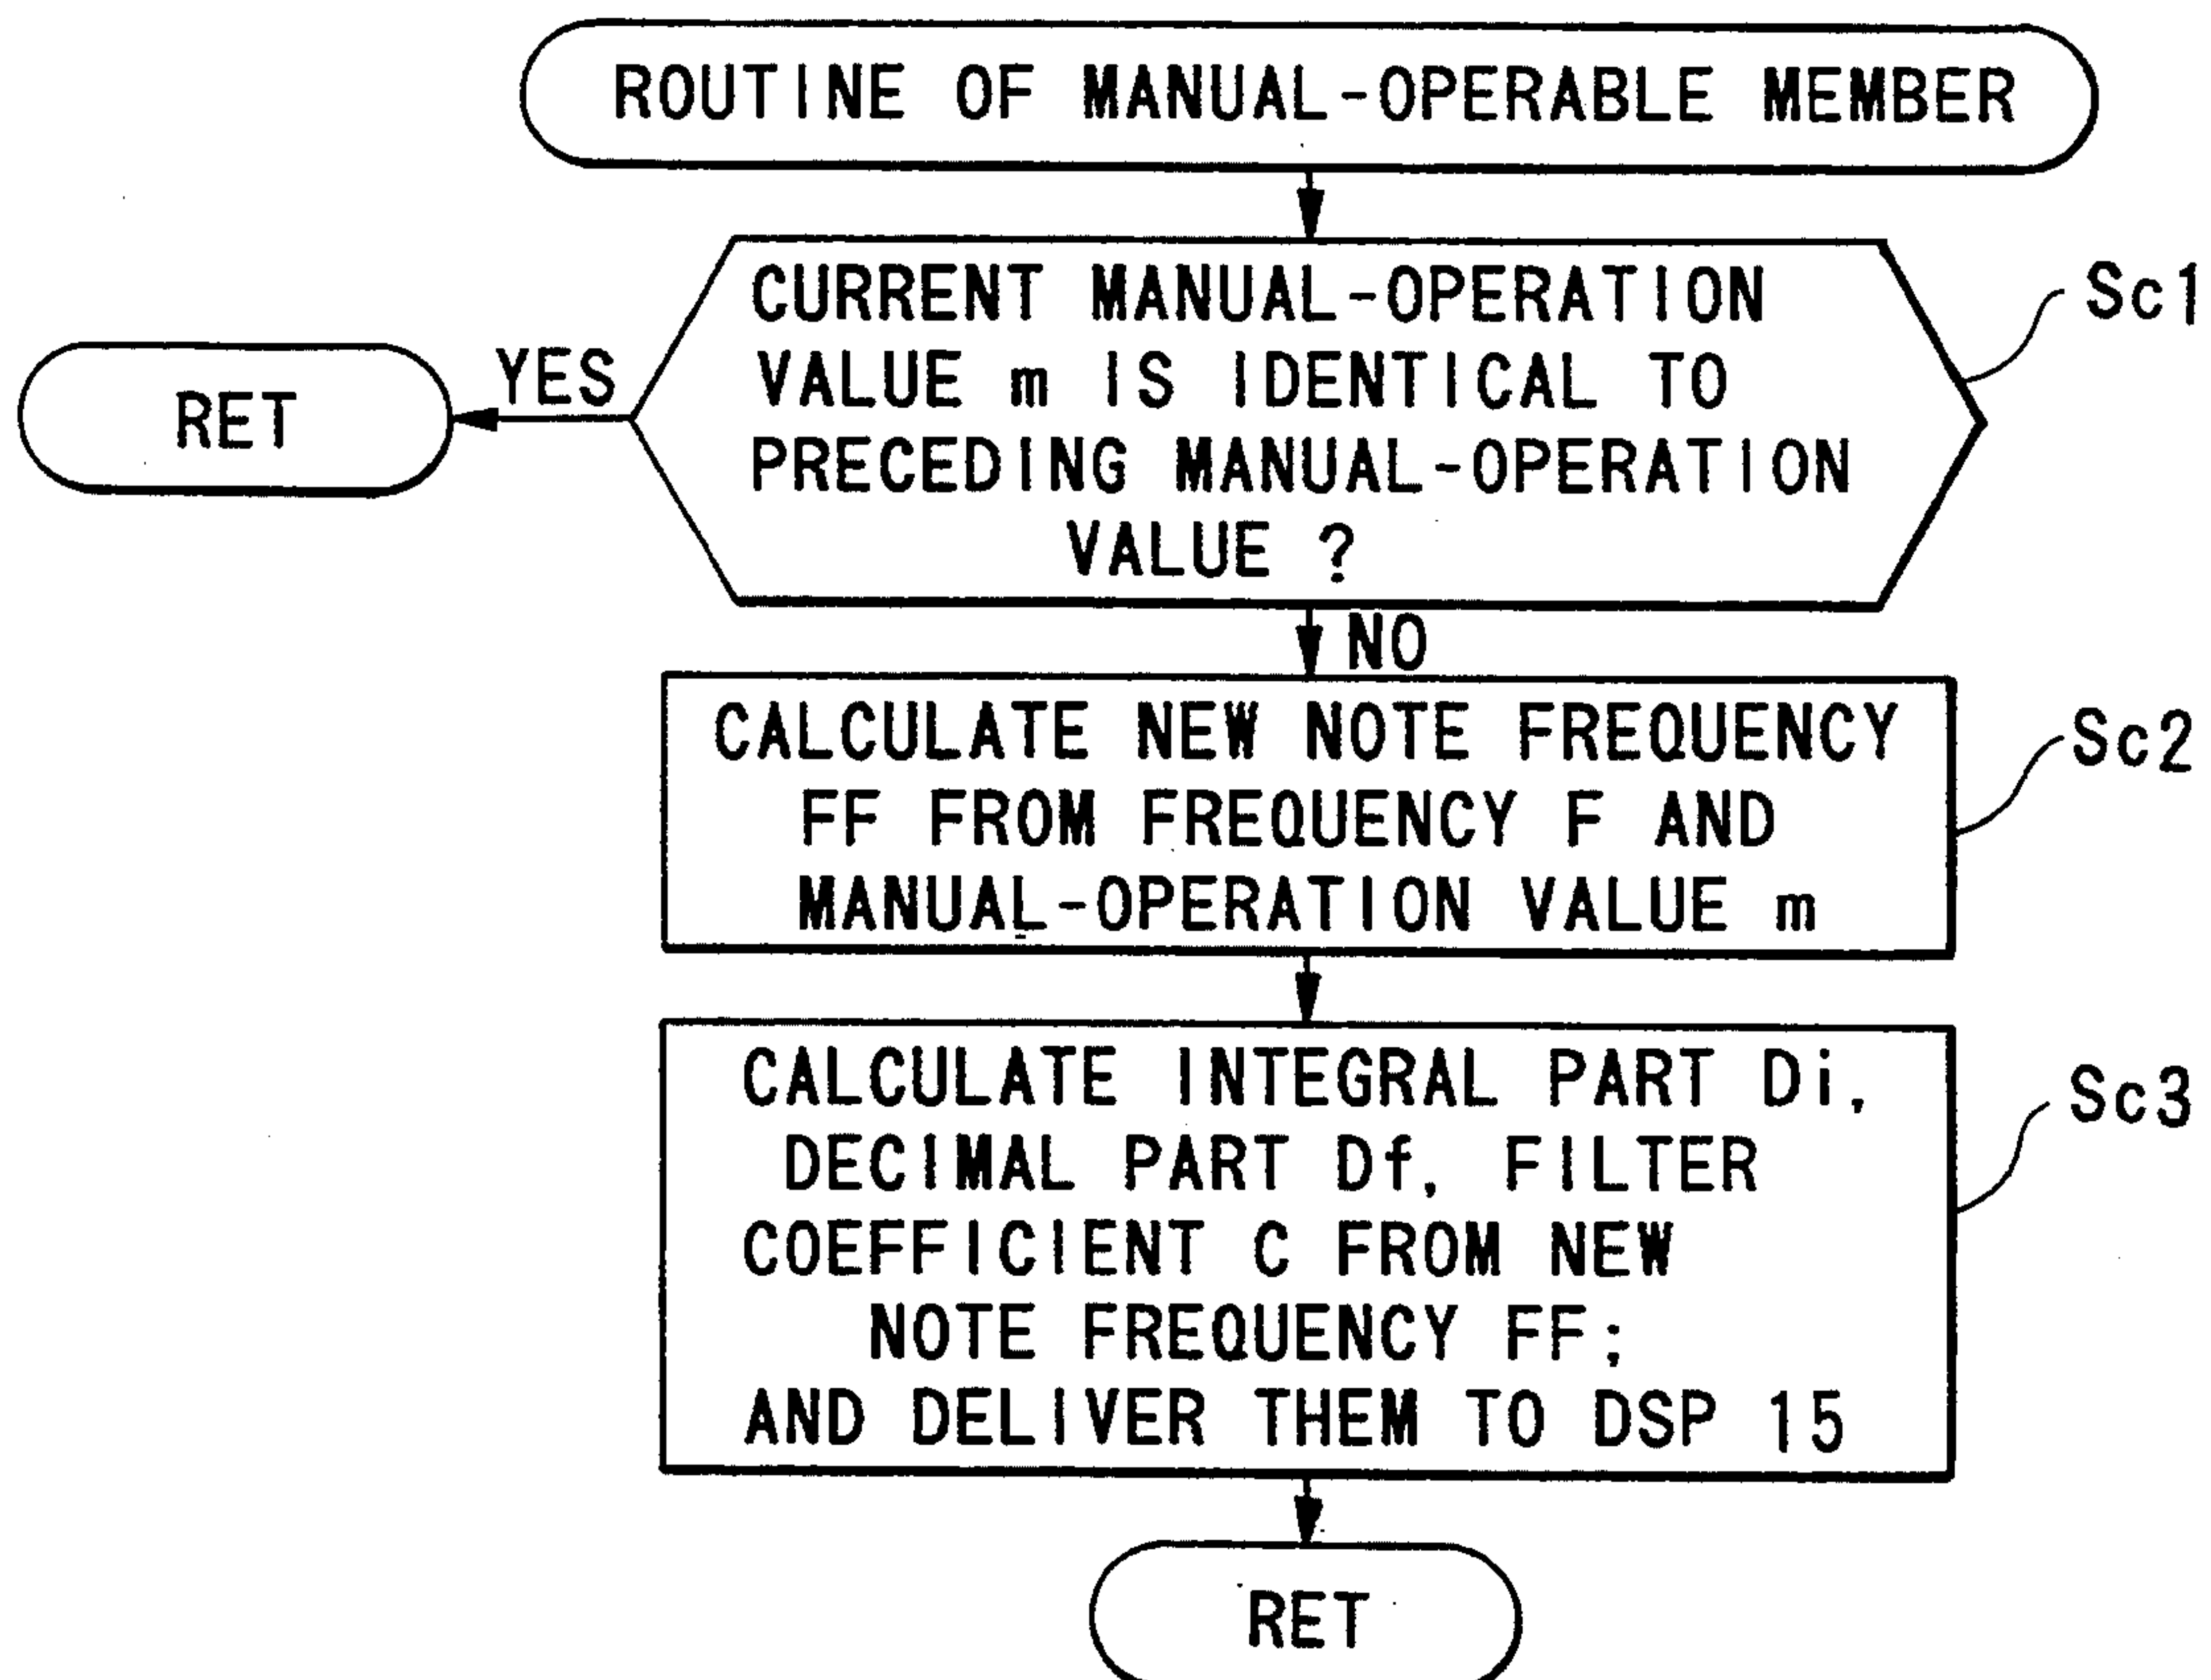 ROUTINE OF MANUAL-OPERABLE MEMBER
CURRENT MANUAL-OPERATION
VALUE m IS IDENTICAL TO
PRECEDING MANUAL-OPERATION
VALUE ?
Sc1
YES
RET
NO
CALCULATE NEW NOTE FREQUENCY
FF FROM FREQUENCY F AND
MANUAL-OPERATION VALUE m
Sc2
CALCULATE INTEGRAL PART Di,
DECIMAL PART Df, FILTER
COEFFICIENT C FROM NEW
NOTE FREQUENCY FF;
AND DELIVER THEM TO DSP 15
Sc3
RET